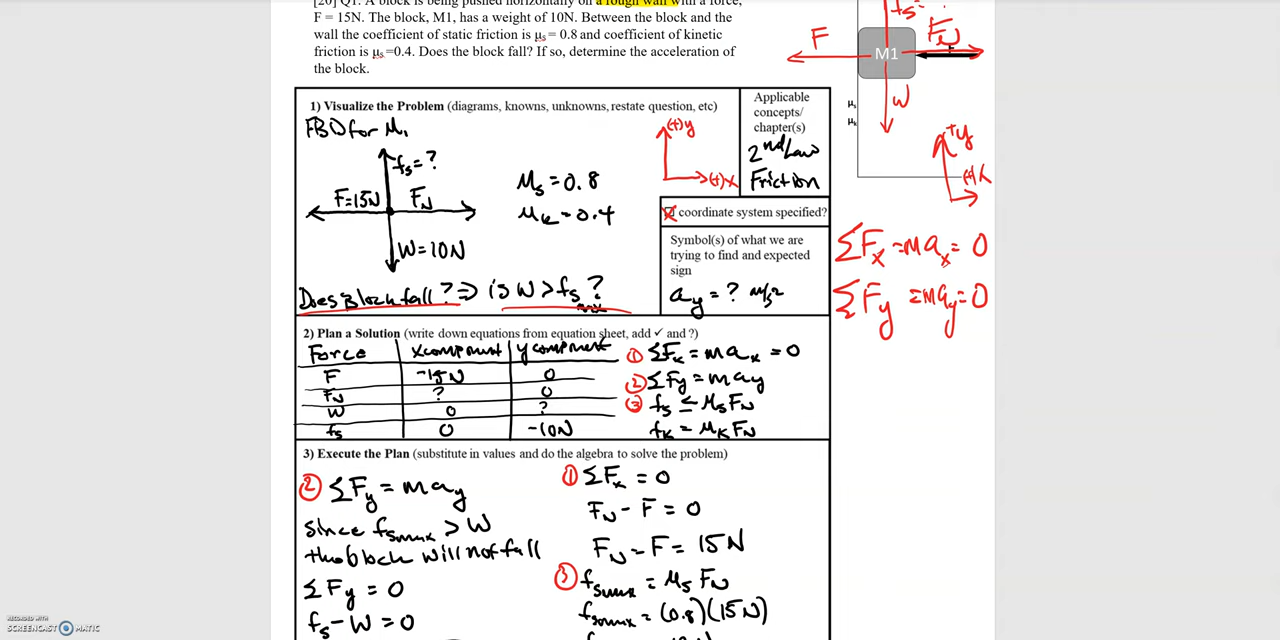 [20] Q1. A block is being pushed horizontally on a rough wall with a force,
F = 15N. The block, M1, has a weight of 10N. Between the block and the
wall the coefficient of static friction is μs = 0.8 and coefficient of kinetic
friction is μs =0.4. Does the block fall? If so, determine the acceleration of
the block.
fs=?
F
FN
M1
W
μs
μk
+y
(+)x
ΣFx = max = 0
ΣFy = may = 0
1) Visualize the Problem (diagrams, knowns, unknowns, restate question, etc)
FBD for M1
fs = ?
F=15N
FN
W=10N
μs = 0.8
μk = 0.4
(+)y
(+)x
Does Block fall? ⇒ is W > fs max ?
Applicable
concepts/
chapter(s)
2nd Law
Friction
coordinate system specified?
Symbol(s) of what we are
trying to find and expected
sign
ay = ? m/s2
2) Plan a Solution (write down equations from equation sheet, add ✓ and ?)
Force x component y component
F -15N 0
FN ? 0
W 0 ?
fs 0 -10N
① ΣFx = max = 0
② ΣFy = may
③ fs ≤ μsFN
fk = μkFN
3) Execute the Plan (substitute in values and do the algebra to solve the problem)
② ΣFy = may
since fsmax > W
the block will not fall
ΣFy = 0
fs - W = 0
① ΣFx = 0
FN - F = 0
FN = F = 15N
③ fsmax = μsFN
fsmax = (0.8)(15N)
RECORDED WITH
SCREENCAST MATIC